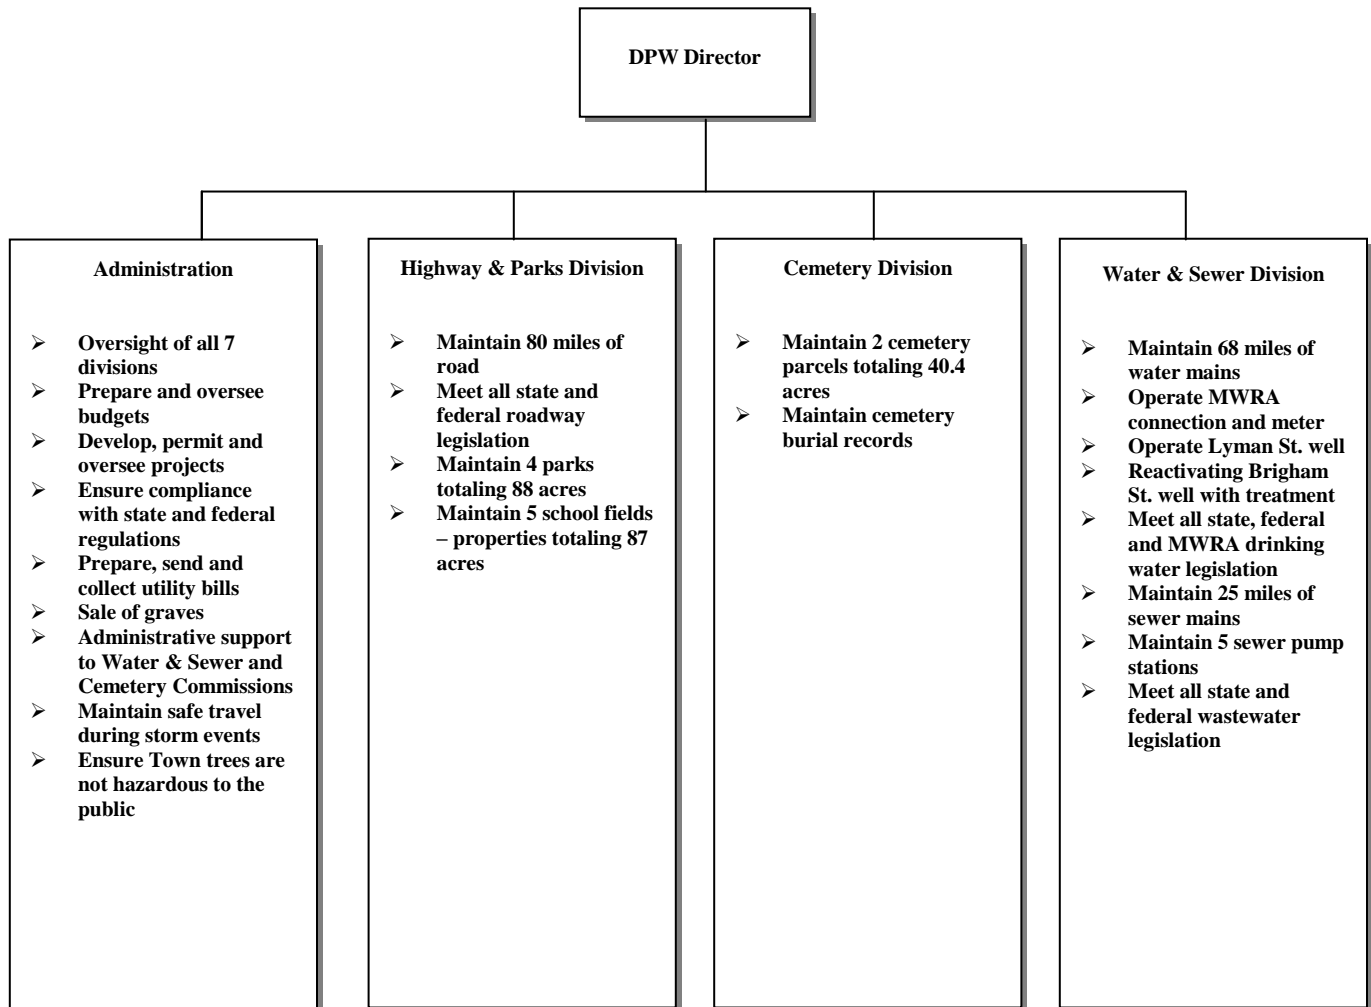 DPW Director
Administration
➢ Oversight of all 7
divisions
➢ Prepare and oversee
budgets
➢ Develop, permit and
oversee projects
➢ Ensure compliance
with state and federal
regulations
➢ Prepare, send and
collect utility bills
➢ Sale of graves
➢ Administrative support
to Water & Sewer and
Cemetery Commissions
➢ Maintain safe travel
during storm events
➢ Ensure Town trees are
not hazardous to the
public
Highway & Parks Division
➢ Maintain 80 miles of
road
➢ Meet all state and
federal roadway
legislation
➢ Maintain 4 parks
totaling 88 acres
➢ Maintain 5 school fields
– properties totaling 87
acres
Cemetery Division
➢ Maintain 2 cemetery
parcels totaling 40.4
acres
➢ Maintain cemetery
burial records
Water & Sewer Division
➢ Maintain 68 miles of
water mains
➢ Operate MWRA
connection and meter
➢ Operate Lyman St. well
➢ Reactivating Brigham
St. well with treatment
➢ Meet all state, federal
and MWRA drinking
water legislation
➢ Maintain 25 miles of
sewer mains
➢ Maintain 5 sewer pump
stations
➢ Meet all state and
federal wastewater
legislation